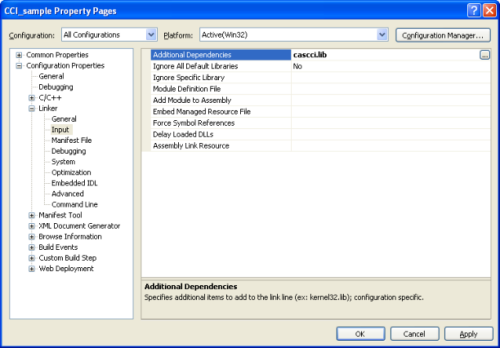 CCI_sample Property Pages
Configuration: All Configurations Platform: Active(Win32) Configuration Manager...
Common Properties
Configuration Properties
General
Debugging
C/C++
Linker
General
Input
Manifest File
Debugging
System
Optimization
Embedded IDL
Advanced
Command Line
Manifest Tool
XML Document Generator
Browse Information
Build Events
Custom Build Step
Web Deployment
Additional Dependencies cascci.lib ...
Ignore All Default Libraries No
Ignore Specific Library
Module Definition File
Add Module to Assembly
Embed Managed Resource File
Force Symbol References
Delay Loaded DLLs
Assembly Link Resource
Additional Dependencies
Specifies additional items to add to the link line (ex: kernel32.lib); configuration specific.
OK Cancel Apply